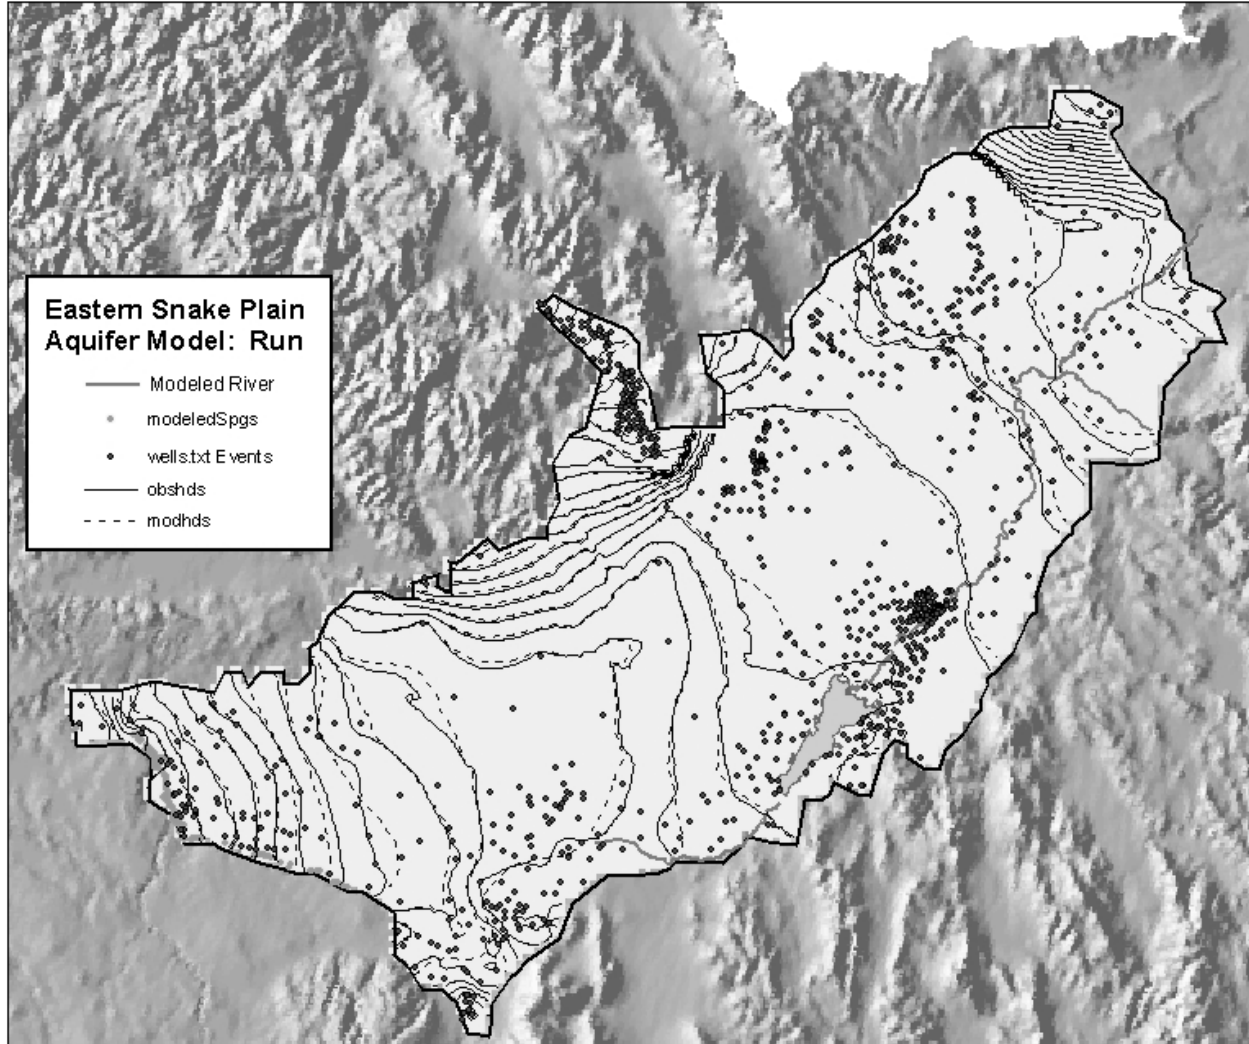 Eastern Snake Plain
Aquifer Model: Run
Modeled River
modeledSpgs
wells.txt Events
obshds
modhds